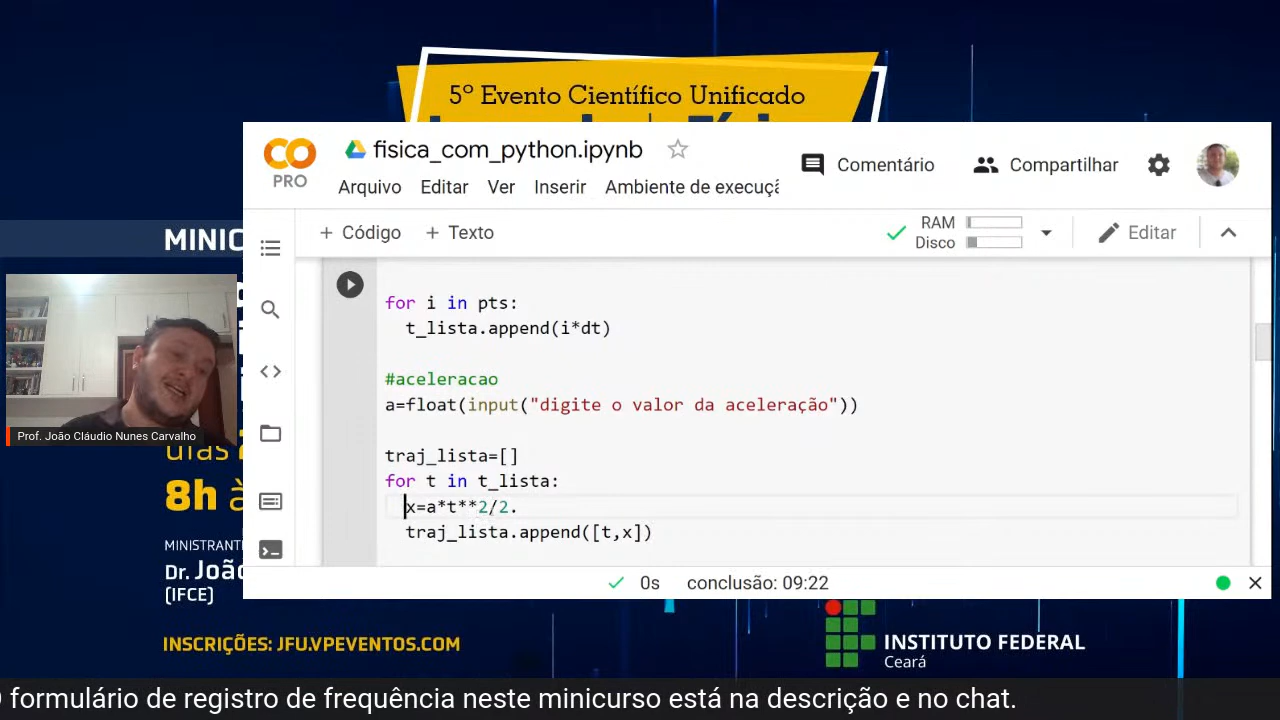 5º Evento Científico Unificado
CO
PRO
fisica_com_python.ipynb
Comentário
Compartilhar
Arquivo
Editar
Ver
Inserir
Ambiente de execuçã
+ Código
+ Texto
RAM
Disco
Editar
for i in pts:
t_lista.append(i*dt)
#aceleracao
a=float(input("digite o valor da aceleração"))
traj_lista=[]
for t in t_lista:
x=a*t**2/2.
traj_lista.append([t,x])
0s
conclusão: 09:22
MINIC
Prof. João Cláudio Nunes Carvalho
dias 2
8h à
MINISTRANT
Dr. João
(IFCE)
INSCRIÇÕES: JFU.VPEVENTOS.COM
INSTITUTO FEDERAL
Ceará
O formulário de registro de frequência neste minicurso está na descrição e no chat.